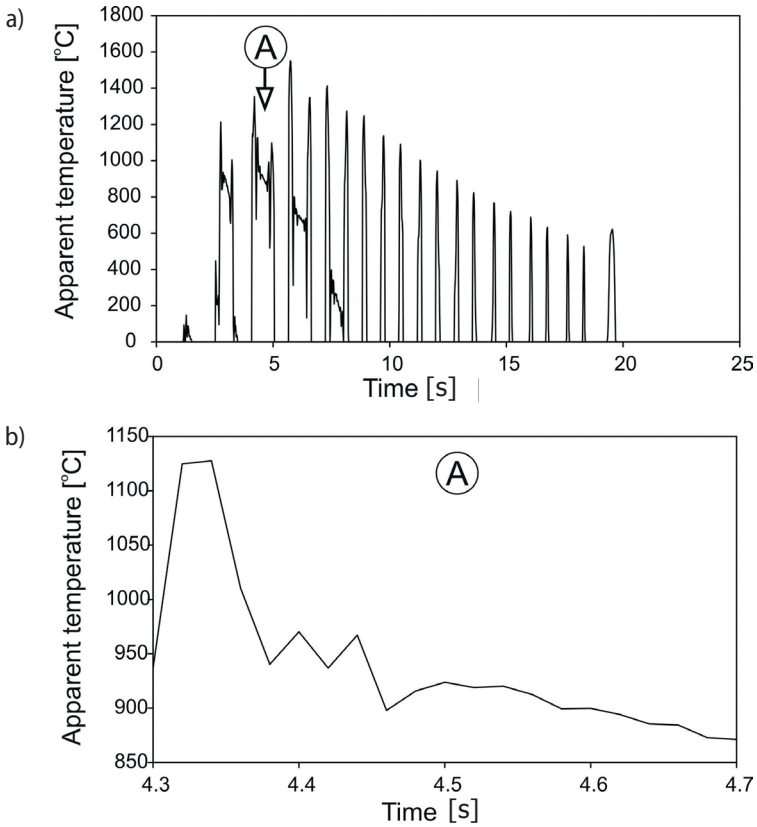 a)
Apparent temperature [°C]
1800
1600
1400
1200
1000
800
600
400
200
0
A
0 5 10 15 20 25
Time [s]
b)
Apparent temperature [°C]
1150
1100
1050
1000
950
900
850
A
4.3 4.4 4.5 4.6 4.7
Time [s]